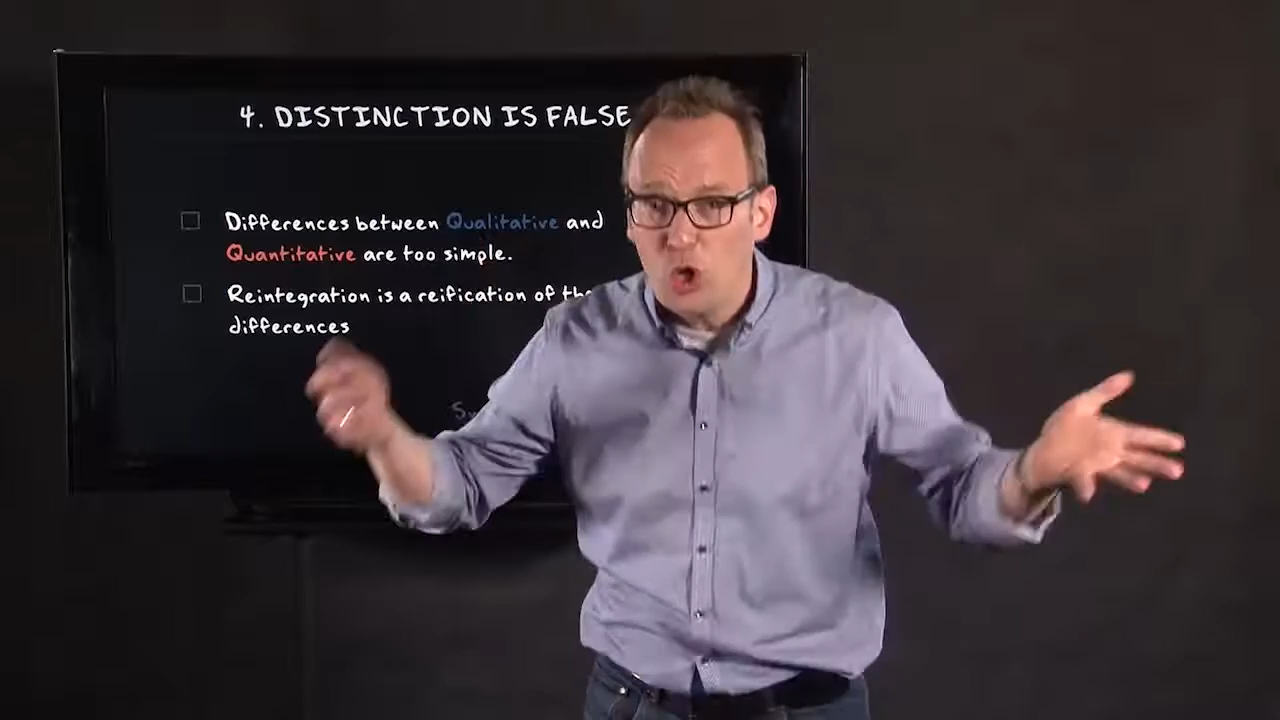 4. DISTINCTION IS FALSE
Differences between Qualitative and
Quantitative are too simple.
Reintegration is a reification of the
differences